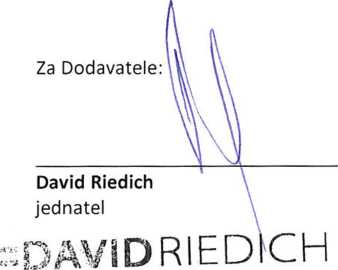 Za Dodavatele:
David Riedich
jednatel
DAVID RIEDICH